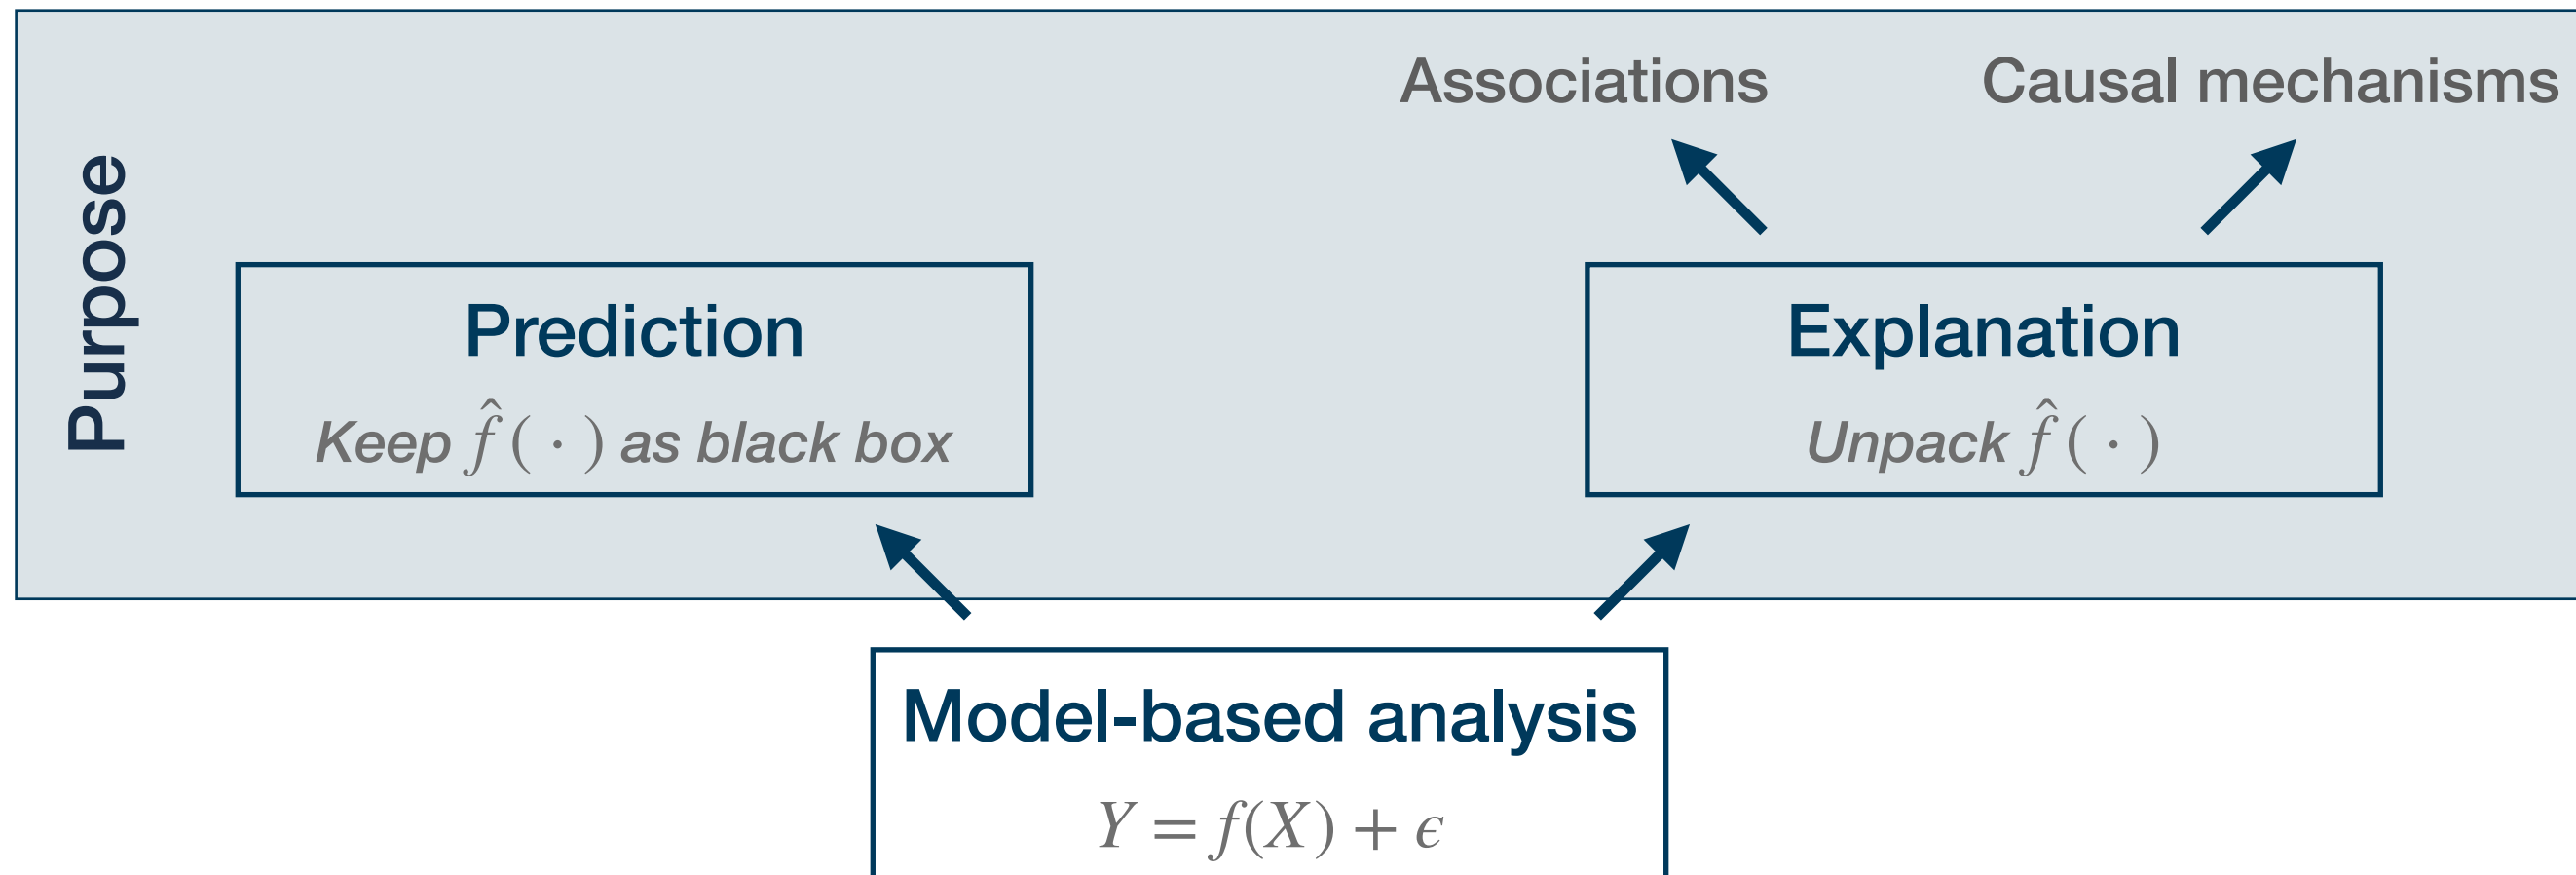 Purpose
Associations
Causal mechanisms
Prediction
Keep f̂ ( · ) as black box
Explanation
Unpack f̂ ( · )
Model-based analysis
Y = f(X) + ϵ